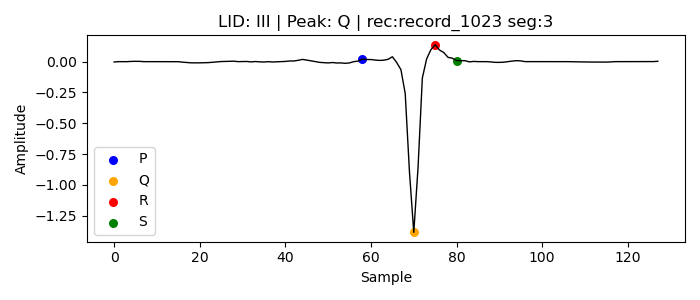 LID: III | Peak: Q | rec:record_1023 seg:3
Amplitude
0.00
−0.25
−0.50
−0.75
−1.00
−1.25
P
Q
R
S
0
20
40
60
80
100
120
Sample